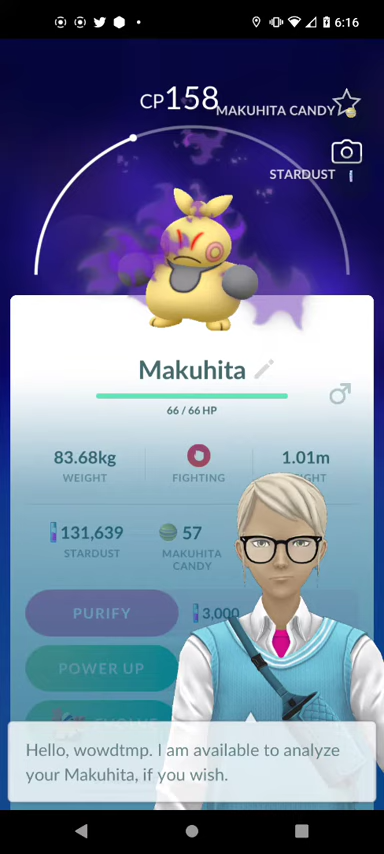 6:16
CP158
MAKUHITA CANDY
STARDUST
Makuhita
66 / 66 HP
83.68kg
1.01m
WEIGHT
FIGHTING
131,639
57
STARDUST
MAKUHITA
CANDY
PURIFY
3,000
POWER UP
EVOLVE
Hello, wowdtmp. I am available to analyze
your Makuhita, if you wish.